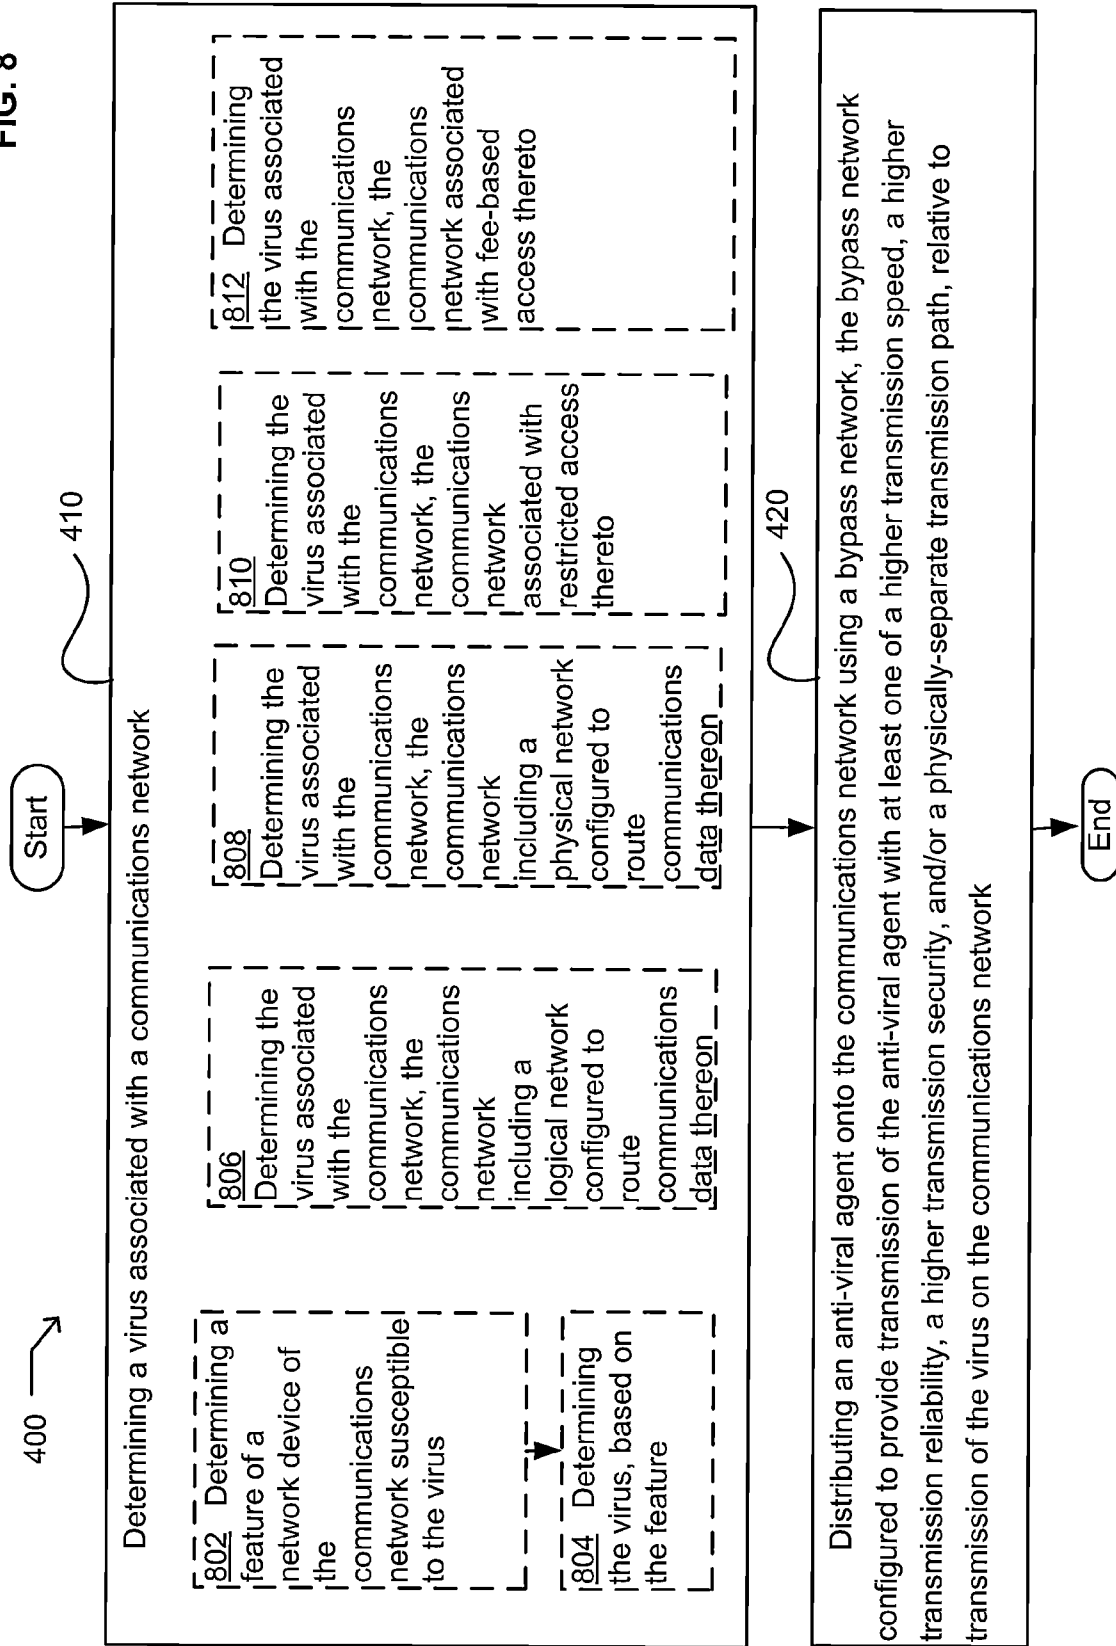 FIG. 8
400
Start
410
Determining a virus associated with a communications network
802 Determining a
feature of a
network device of
the
communications
network susceptible
to the virus
804 Determining
the virus, based on
the feature
806
Determining the
virus associated
with the
communications
network, the
communications
network
including a
logical network
configured to
route
communications
data thereon
808
Determining the
virus associated
with the
communications
network, the
communications
network
including a
physical network
configured to
route
communications
data thereon
810
Determining the
virus associated
with the
communications
network, the
communications
network
associated with
restricted access
thereto
812 Determining
the virus associated
with the
communications
network, the
communications
network associated
with fee-based
access thereto
420
Distributing an anti-viral agent onto the communications network using a bypass network, the bypass network
configured to provide transmission of the anti-viral agent with at least one of a higher transmission speed, a higher
transmission reliability, a higher transmission security, and/or a physically-separate transmission path, relative to
transmission of the virus on the communications network
End